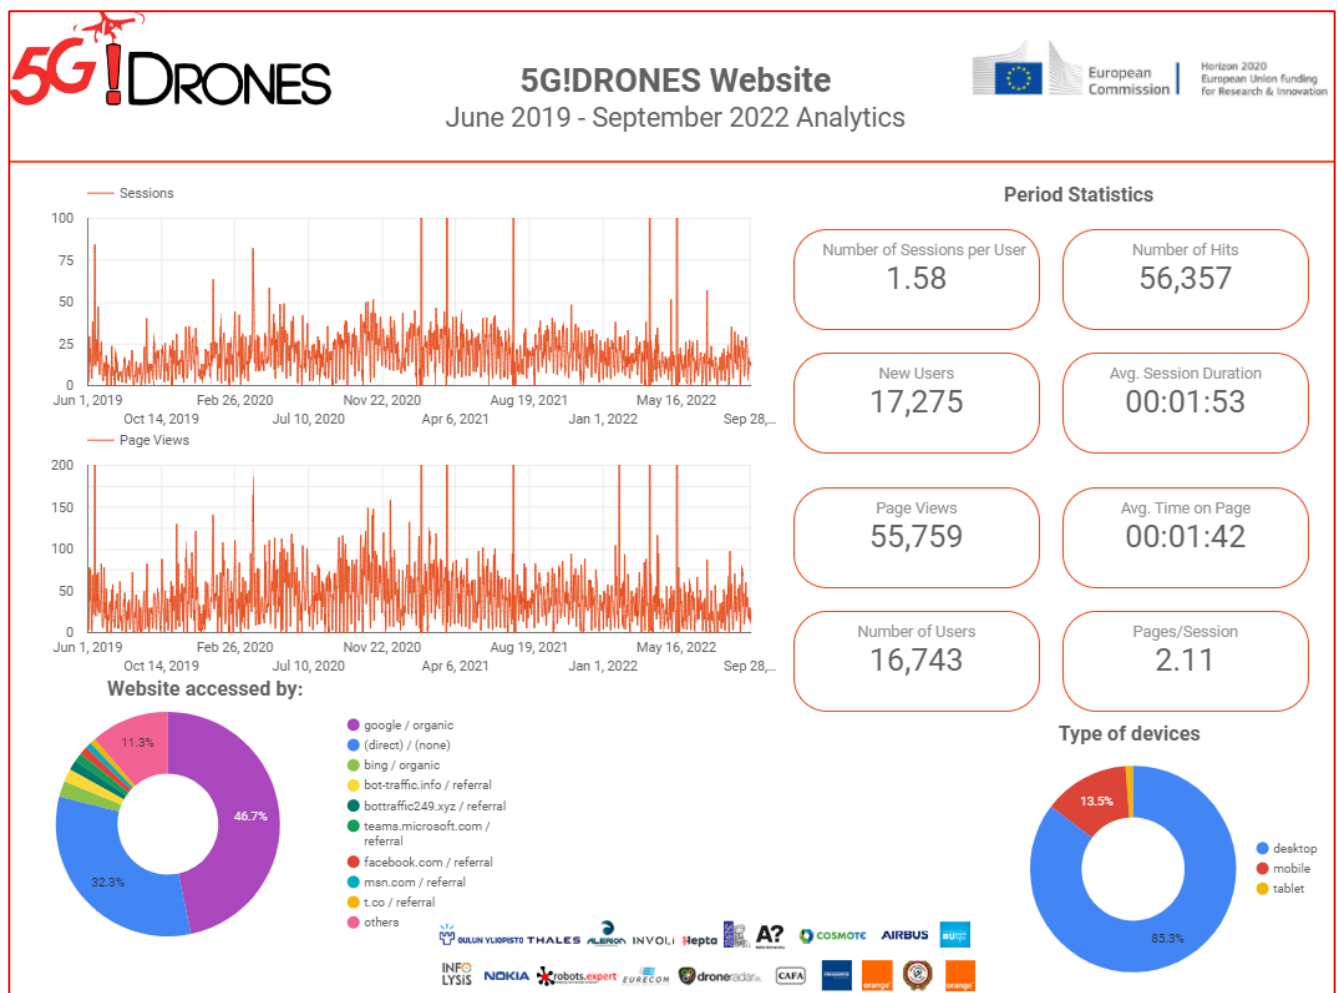 5G!DRONES
5G!DRONES Website
June 2019 - September 2022 Analytics
European
Commission
Horizon 2020
European Union funding
for Research & Innovation
Sessions
100
75
50
25
0
Jun 1, 2019
Oct 14, 2019
Feb 26, 2020
Jul 10, 2020
Nov 22, 2020
Apr 6, 2021
Aug 19, 2021
Jan 1, 2022
May 16, 2022
Sep 28,...
Page Views
200
150
100
50
0
Jun 1, 2019
Oct 14, 2019
Feb 26, 2020
Jul 10, 2020
Nov 22, 2020
Apr 6, 2021
Aug 19, 2021
Jan 1, 2022
May 16, 2022
Sep 28,...
Period Statistics
Number of Sessions per User
1.58
Number of Hits
56,357
New Users
17,275
Avg. Session Duration
00:01:53
Page Views
55,759
Avg. Time on Page
00:01:42
Number of Users
16,743
Pages/Session
2.11
Website accessed by:
11.3%
46.7%
32.3%
google / organic
(direct) / (none)
bing / organic
bot-traffic.info / referral
bottraffic249.xyz / referral
teams.microsoft.com /
referral
facebook.com / referral
msn.com / referral
t.co / referral
others
Type of devices
13.5%
85.3%
desktop
mobile
tablet
OULUN YLIOPISTO
THALES
ALERION
INVOLI
Hepta
A?
COSMOTE
AIRBUS
INFO
LYSiS
NOKIA
robots.expert
EURECOM
droneradar
CAFA
orange
orange